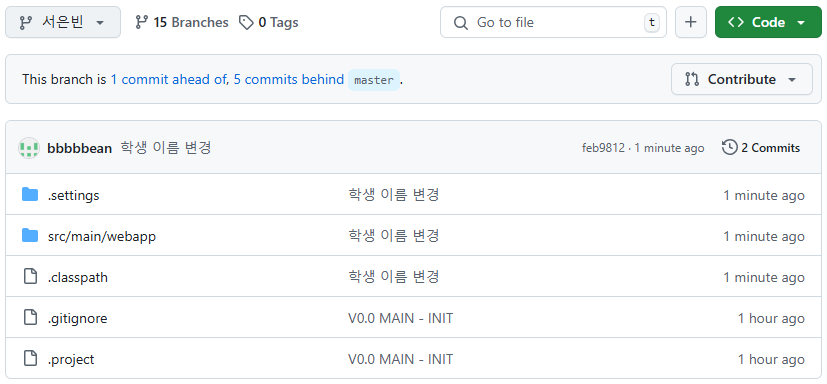 서은빈 15 Branches 0 Tags Go to file t Code
This branch is 1 commit ahead of, 5 commits behind master . Contribute
bbbbbean 학생 이름 변경 feb9812 · 1 minute ago 2 Commits
.settings 학생 이름 변경 1 minute ago
src/main/webapp 학생 이름 변경 1 minute ago
.classpath 학생 이름 변경 1 minute ago
.gitignore V0.0 MAIN - INIT 1 hour ago
.project V0.0 MAIN - INIT 1 hour ago